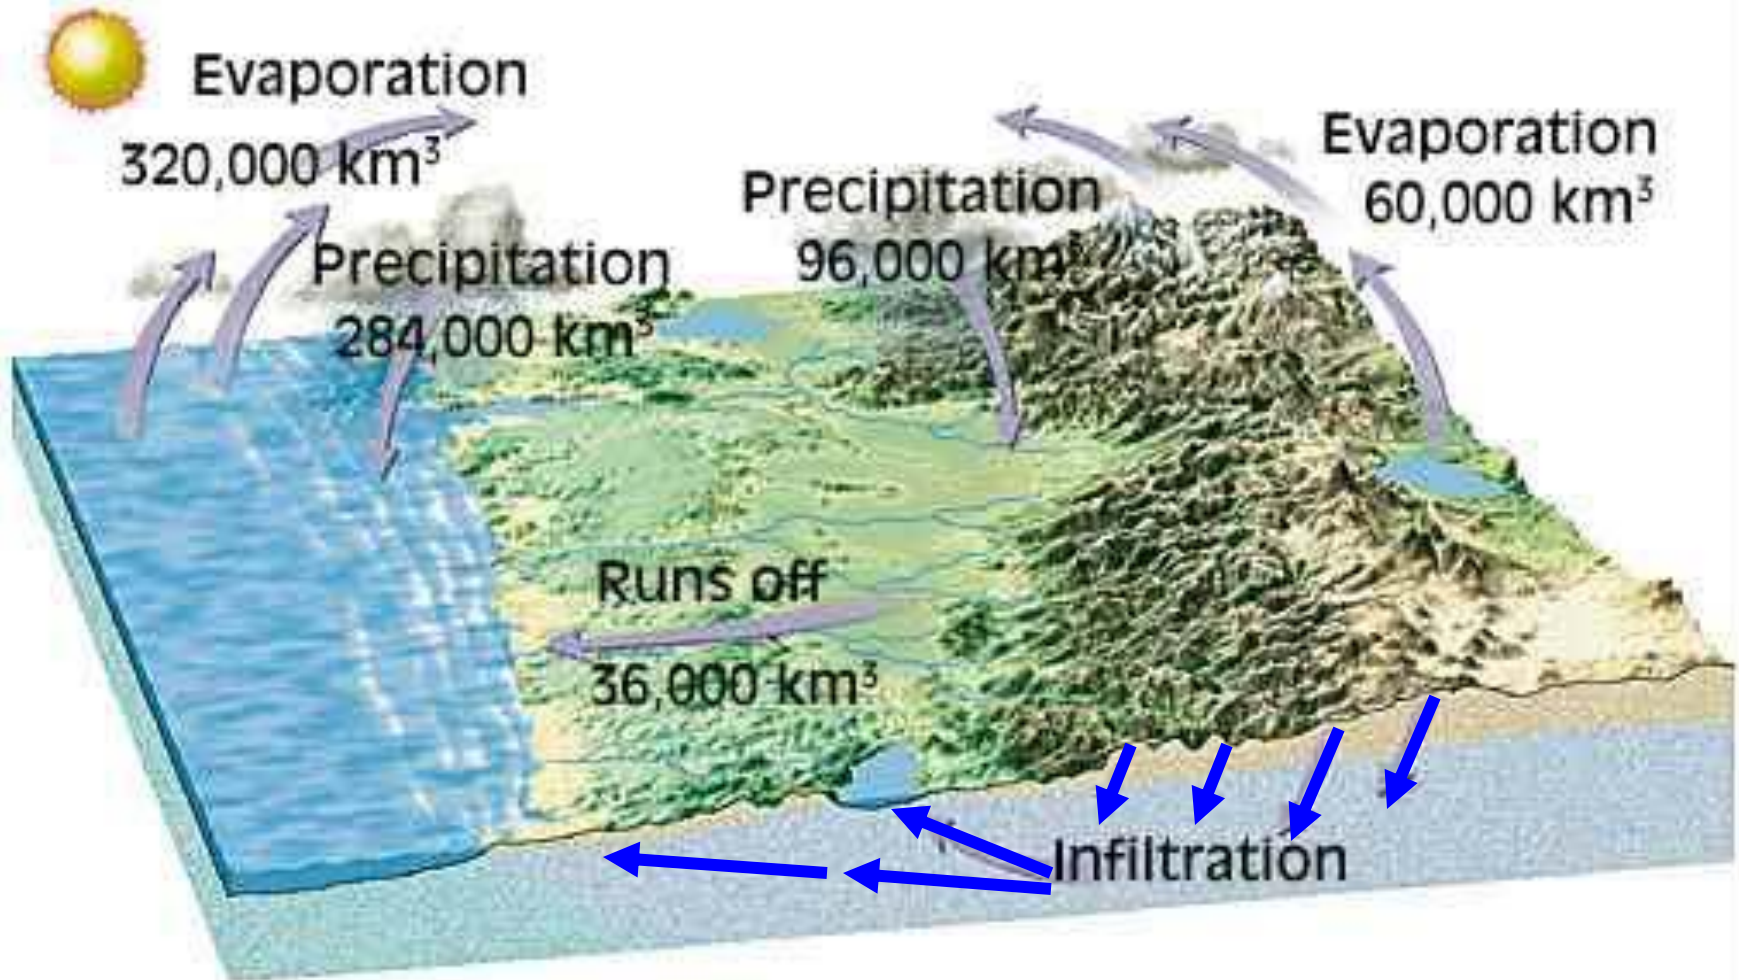 Evaporation
320,000 km³
Precipitation
284,000 km³
Precipitation
96,000 km³
Evaporation
60,000 km³
Runs off
36,000 km³
Infiltration